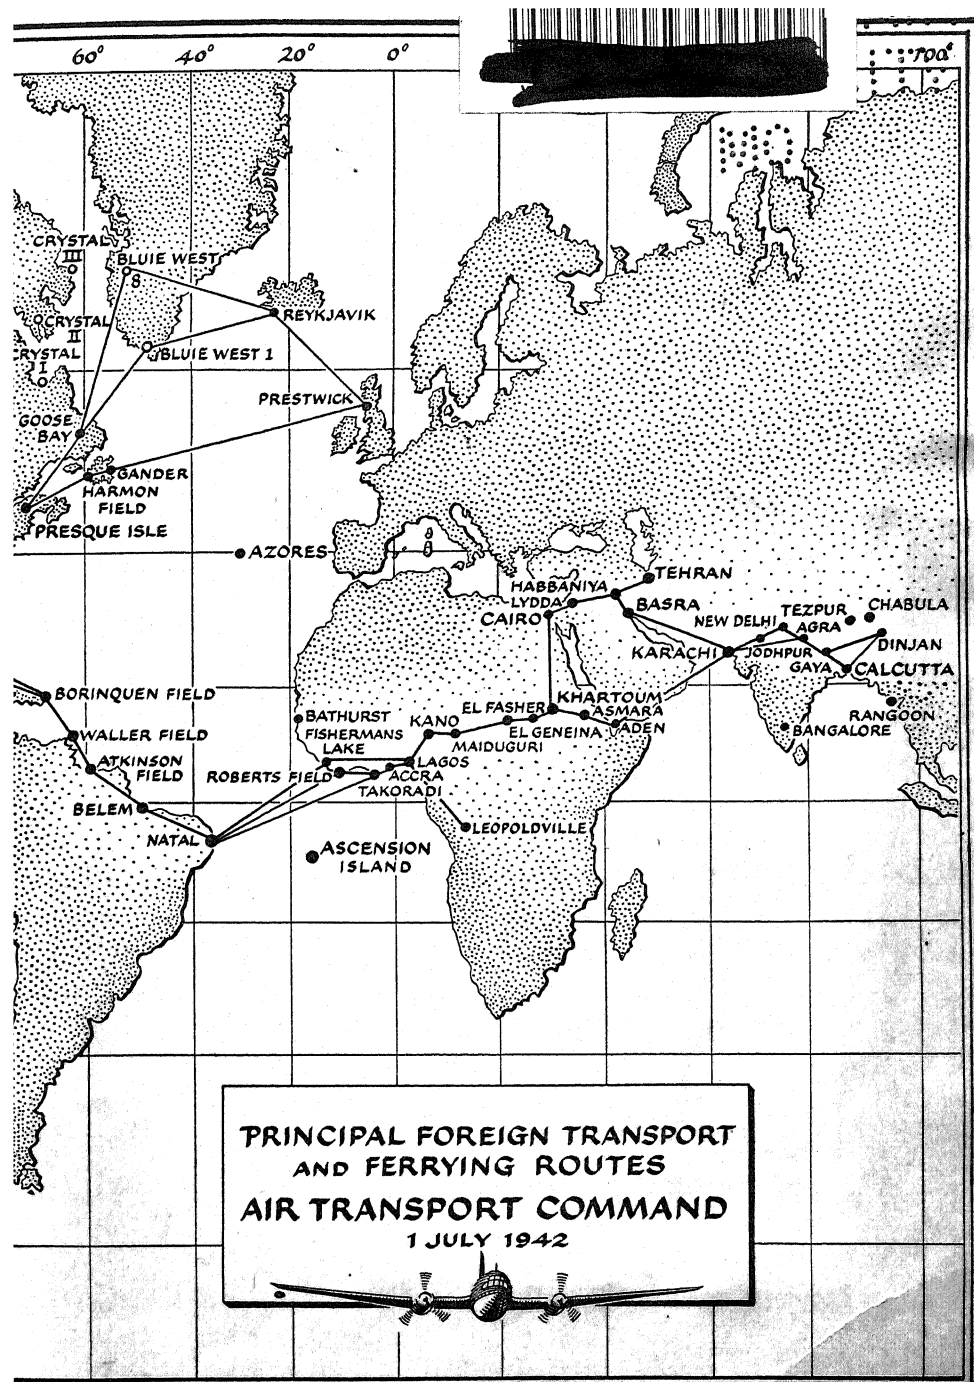 60°
40°
20°
0°
100°
CRYSTAL
III
BLUIE WEST
8
REYKJAVIK
CRYSTAL
II
CRYSTAL
I
BLUIE WEST 1
PRESTWICK
GOOSE
BAY
GANDER
HARMON
FIELD
PRESQUE ISLE
AZORES
TEHRAN
HABBANIYA
LYDDA
CAIRO
BASRA
NEW DELHI
TEZPUR
CHABULA
AGRA
KARACHI
JODHPUR
DINJAN
GAYA
CALCUTTA
BORINQUEN FIELD
WALLER FIELD
ATKINSON
FIELD
BELEM
NATAL
BATHURST
FISHERMANS
LAKE
ROBERTS FIELD
KANO
MAIDUGURI
EL FASHER
EL GENEINA
KHARTOUM
ASMARA
ADEN
LAGOS
ACCRA
TAKORADI
RANGOON
BANGALORE
LEOPOLDVILLE
ASCENSION
ISLAND
PRINCIPAL FOREIGN TRANSPORT
AND FERRYING ROUTES
AIR TRANSPORT COMMAND
1 JULY 1942